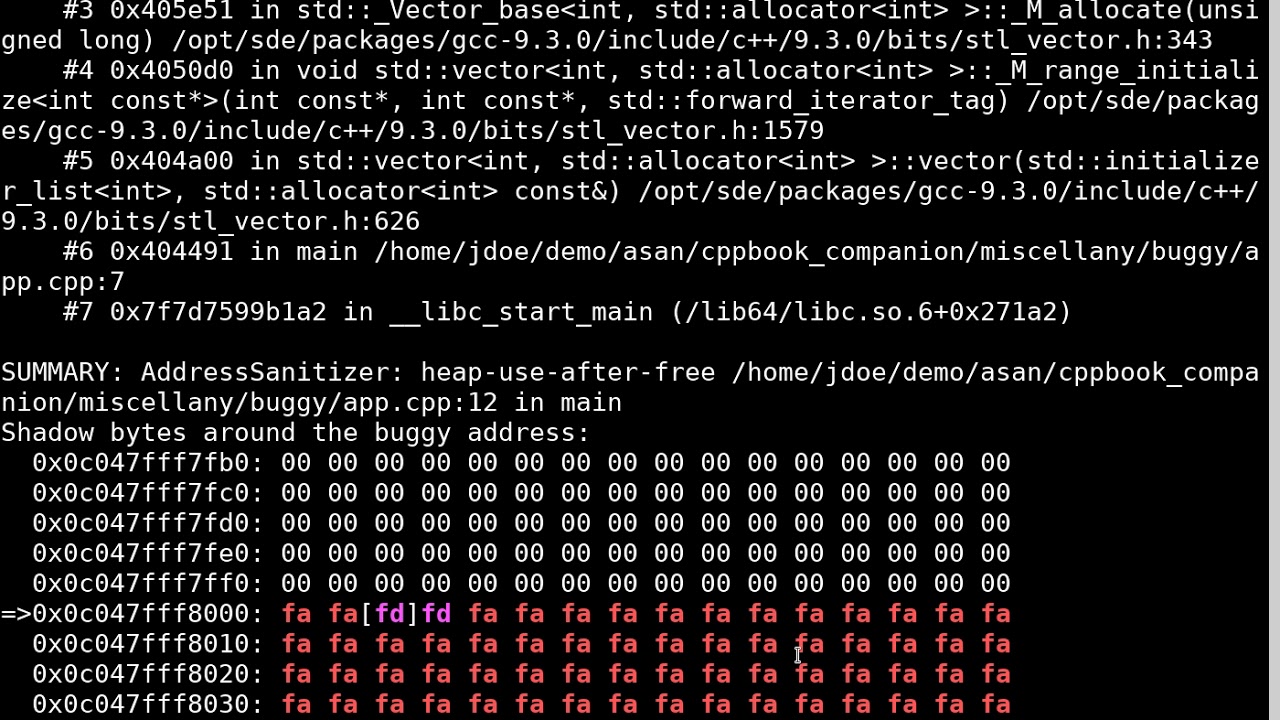 #3 0x405e51 in std::_Vector_base<int, std::allocator<int> >::_M_allocate(unsi
gned long) /opt/sde/packages/gcc-9.3.0/include/c++/9.3.0/bits/stl_vector.h:343
    #4 0x4050d0 in void std::vector<int, std::allocator<int> >::_M_range_initiali
ze<int const*>(int const*, int const*, std::forward_iterator_tag) /opt/sde/packag
es/gcc-9.3.0/include/c++/9.3.0/bits/stl_vector.h:1579
    #5 0x404a00 in std::vector<int, std::allocator<int> >::vector(std::initialize
r_list<int>, std::allocator<int> const&) /opt/sde/packages/gcc-9.3.0/include/c++/
9.3.0/bits/stl_vector.h:626
    #6 0x404491 in main /home/jdoe/demo/asan/cppbook_companion/miscellany/buggy/a
pp.cpp:7
    #7 0x7f7d7599b1a2 in __libc_start_main (/lib64/libc.so.6+0x271a2)

SUMMARY: AddressSanitizer: heap-use-after-free /home/jdoe/demo/asan/cppbook_compa
nion/miscellany/buggy/app.cpp:12 in main
Shadow bytes around the buggy address:
  0x0c047fff7fb0: 00 00 00 00 00 00 00 00 00 00 00 00 00 00 00 00
  0x0c047fff7fc0: 00 00 00 00 00 00 00 00 00 00 00 00 00 00 00 00
  0x0c047fff7fd0: 00 00 00 00 00 00 00 00 00 00 00 00 00 00 00 00
  0x0c047fff7fe0: 00 00 00 00 00 00 00 00 00 00 00 00 00 00 00 00
  0x0c047fff7ff0: 00 00 00 00 00 00 00 00 00 00 00 00 00 00 00 00
=>0x0c047fff8000: fa fa[fd]fd fa fa fa fa fa fa fa fa fa fa fa fa
  0x0c047fff8010: fa fa fa fa fa fa fa fa fa fa fa fa fa fa fa fa
  0x0c047fff8020: fa fa fa fa fa fa fa fa fa fa fa fa fa fa fa fa
  0x0c047fff8030: fa fa fa fa fa fa fa fa fa fa fa fa fa fa fa fa